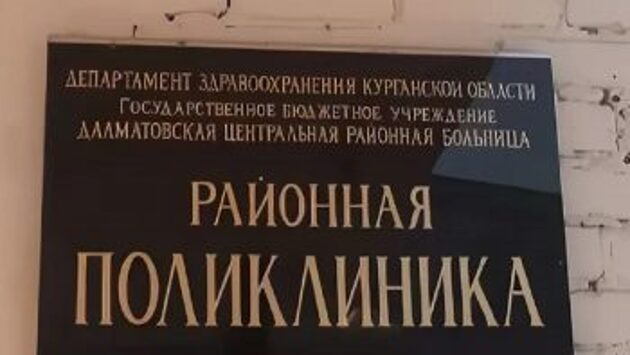 ДЕПАРТАМЕНТ ЗДРАВООХРАНЕНИЯ КУРГАНСКОЙ ОБЛАСТИ
ГОСУДАРСТВЕННОЕ БЮДЖЕТНОЕ УЧРЕЖДЕНИЕ
ДАЛМАТОВСКАЯ ЦЕНТРАЛЬНАЯ РАЙОННАЯ БОЛЬНИЦА
РАЙОННАЯ
ПОЛИКЛИНИКА